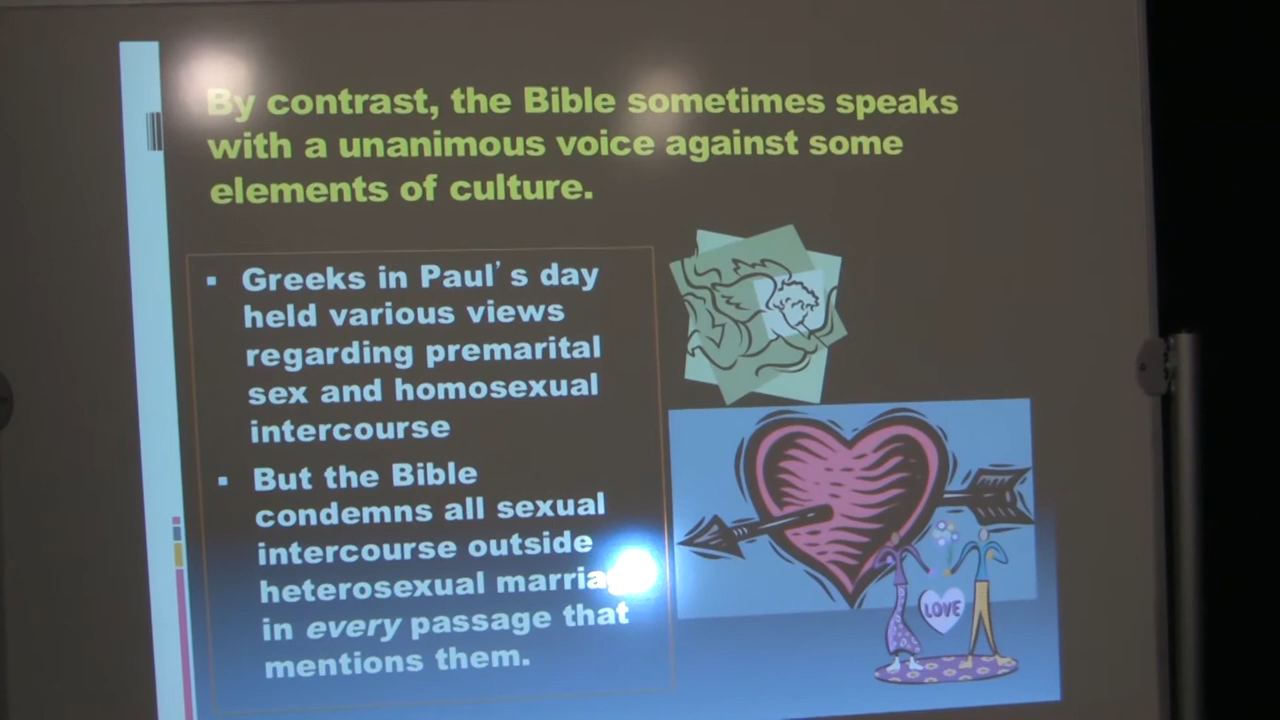 By contrast, the Bible sometimes speaks
with a unanimous voice against some
elements of culture.
▪ Greeks in Paul's day
held various views
regarding premarital
sex and homosexual
intercourse
▪ But the Bible
condemns all sexual
intercourse outside
heterosexual marriage
in every passage that
mentions them.
LOVE